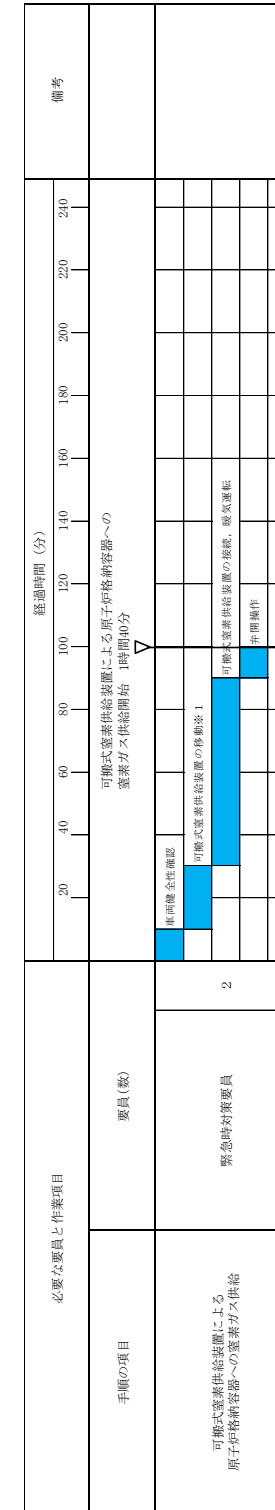 必要な要員と作業項目
経過時間（分）
備考
20 40 60 80 100 120 140 160 180 200 220 240
手順の項目
要員(数)
可搬式窒素供給装置による原子炉格納容器への
窒素ガス供給開始　1時間40分
可搬式窒素供給装置による
原子炉格納容器への窒素ガス供給
緊急時対策要員
2
車両健全性確認
可搬式窒素供給装置の移動※1
可搬式窒素供給装置の接続，暖気運転
弁開操作